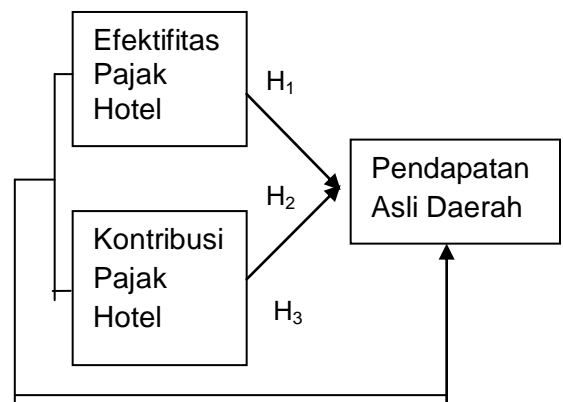 Efektifitas
Pajak
Hotel
H₁
Pendapatan
Asli Daerah
H₂
Kontribusi
Pajak
Hotel
H₃